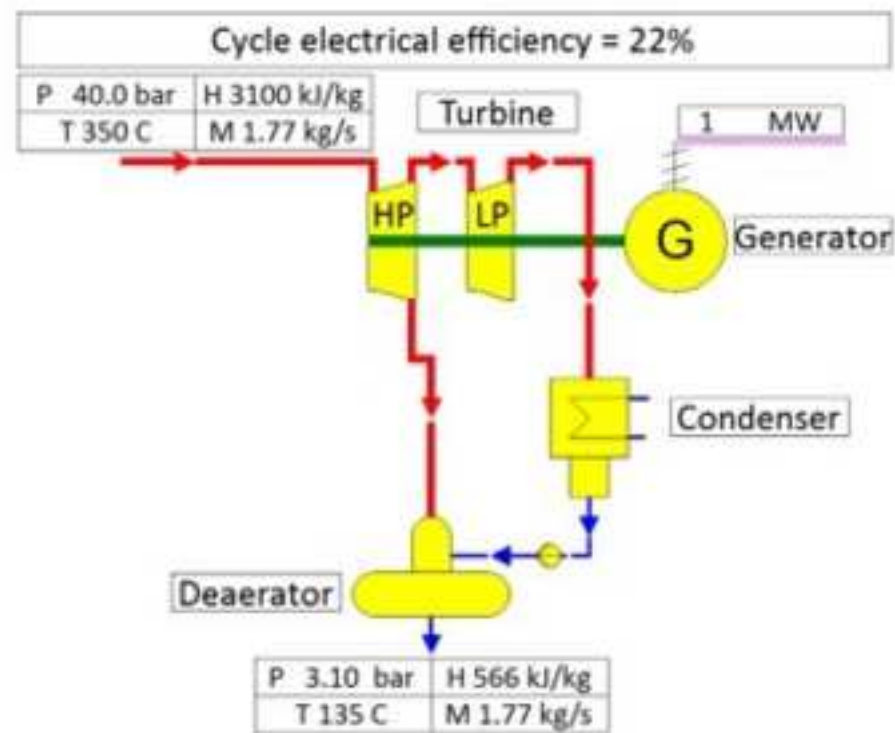 Cycle electrical efficiency = 22%
P 40.0 bar H 3100 kJ/kg
T 350 C M 1.77 kg/s
Turbine
1 MW
HP
LP
G
Generator
Condenser
Deaerator
P 3.10 bar H 566 kJ/kg
T 135 C M 1.77 kg/s